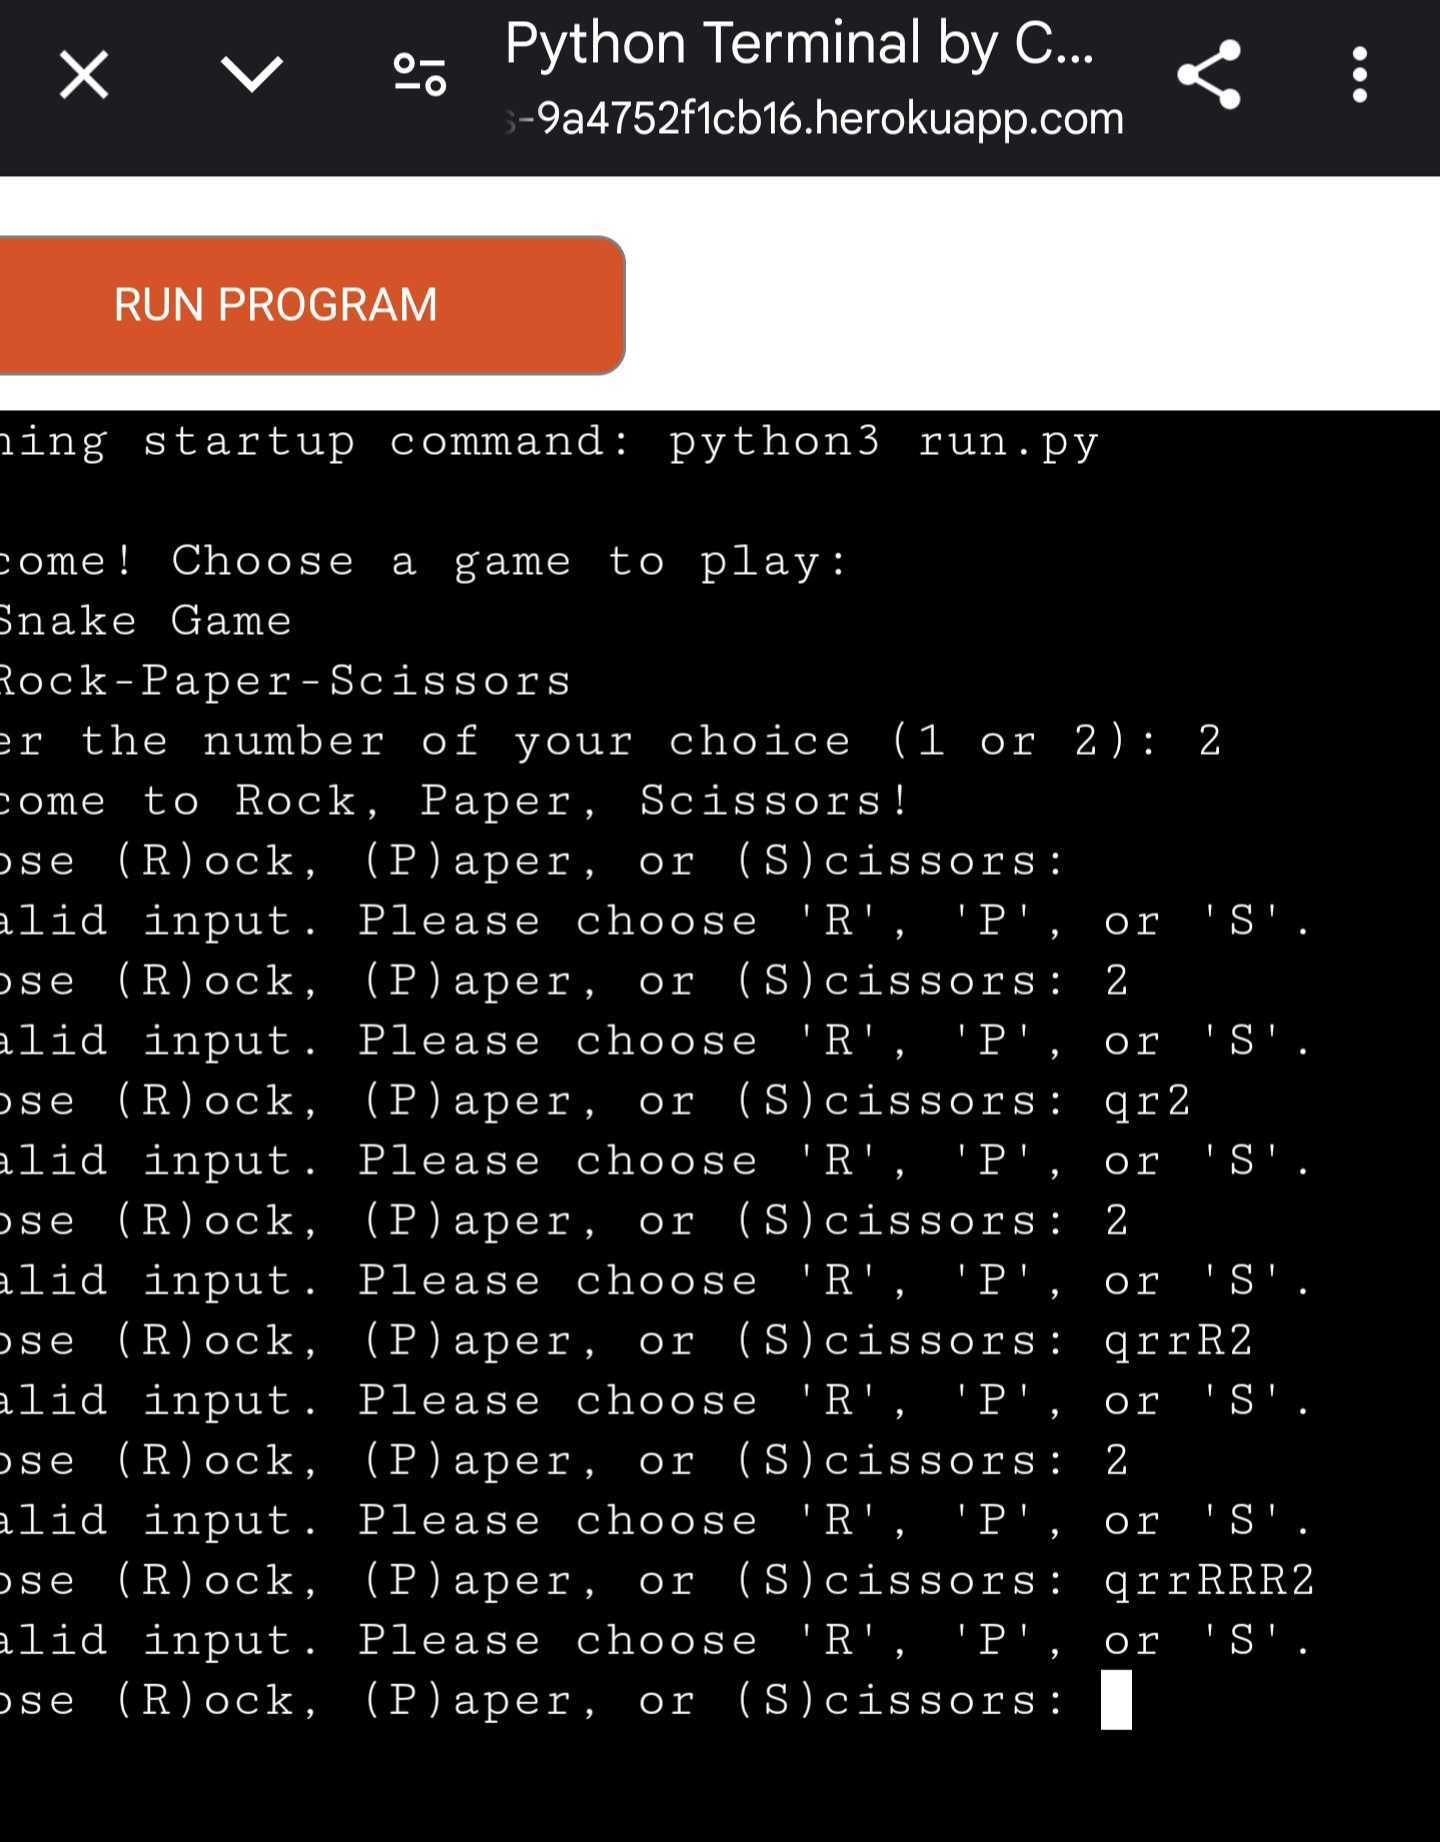 Python Terminal by C...
s-9a4752f1cb16.herokuapp.com
RUN PROGRAM
ning startup command: python3 run.py
come! Choose a game to play:
Snake Game
Rock-Paper-Scissors
er the number of your choice (1 or 2): 2
come to Rock, Paper, Scissors!
ose (R)ock, (P)aper, or (S)cissors:
alid input. Please choose 'R', 'P', or 'S'.
ose (R)ock, (P)aper, or (S)cissors: 2
alid input. Please choose 'R', 'P', or 'S'.
ose (R)ock, (P)aper, or (S)cissors: qr2
alid input. Please choose 'R', 'P', or 'S'.
ose (R)ock, (P)aper, or (S)cissors: 2
alid input. Please choose 'R', 'P', or 'S'.
ose (R)ock, (P)aper, or (S)cissors: qrrR2
alid input. Please choose 'R', 'P', or 'S'.
ose (R)ock, (P)aper, or (S)cissors: 2
alid input. Please choose 'R', 'P', or 'S'.
ose (R)ock, (P)aper, or (S)cissors: qrrRRR2
alid input. Please choose 'R', 'P', or 'S'.
ose (R)ock, (P)aper, or (S)cissors: